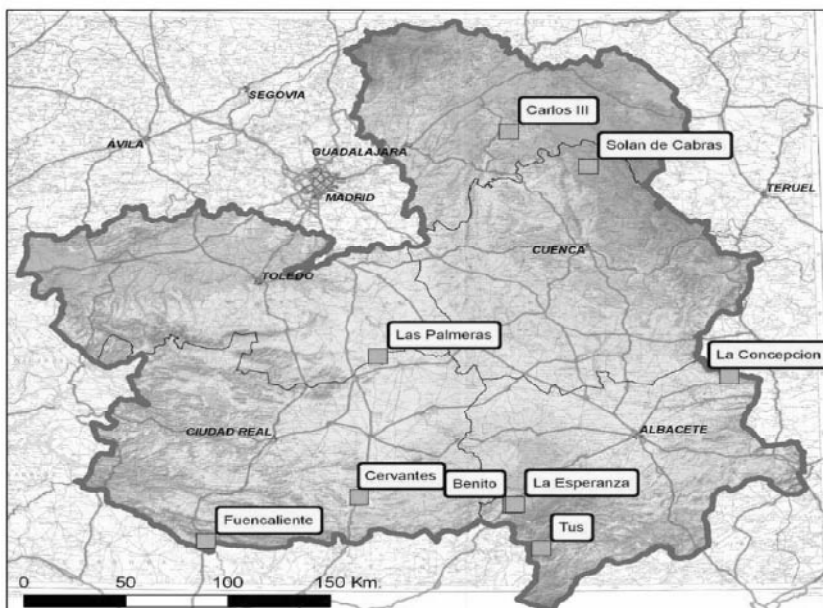 SEGOVIA
Carlos III
ÁVILA
GUADALAJARA
Solan de Cabras
MADRID
TERUEL
CUENCA
TOLEDO
Las Palmeras
La Concepcion
CIUDAD REAL
ALBACETE
Cervantes
Benito
La Esperanza
Fuencaliente
Tus
0 50 100 150 Km.